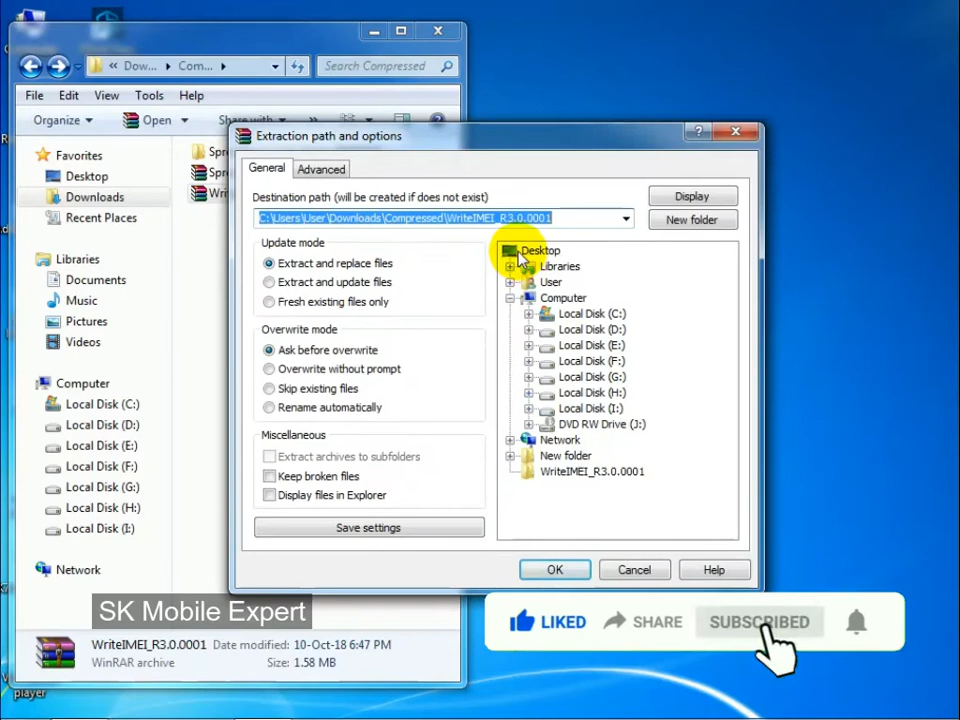 Dow...
Com...
Search Compressed
File Edit View Tools Help
Organize Open Share with »
Favorites
Desktop
Downloads
Recent Places
Libraries
Documents
Music
Pictures
Videos
Computer
Local Disk (C:)
Local Disk (D:)
Local Disk (E:)
Local Disk (F:)
Local Disk (G:)
Local Disk (H:)
Local Disk (I:)
Network
Extraction path and options
General Advanced
Destination path (will be created if does not exist)
C:\Users\User\Downloads\Compressed\WriteIMEI_R3.0.0001
Display
New folder
Update mode
Extract and replace files
Extract and update files
Fresh existing files only
Overwrite mode
Ask before overwrite
Overwrite without prompt
Skip existing files
Rename automatically
Miscellaneous
Extract archives to subfolders
Keep broken files
Display files in Explorer
Save settings
Desktop
Libraries
User
Computer
Local Disk (C:)
Local Disk (D:)
Local Disk (E:)
Local Disk (F:)
Local Disk (G:)
Local Disk (H:)
Local Disk (I:)
DVD RW Drive (J:)
Network
New folder
WriteIMEI_R3.0.0001
OK Cancel Help
SK Mobile Expert
LIKED SHARE SUBSCRIBED
WriteIMEI_R3.0.0001 Date modified: 10-Oct-18 6:47 PM
WinRAR archive Size: 1.58 MB
player